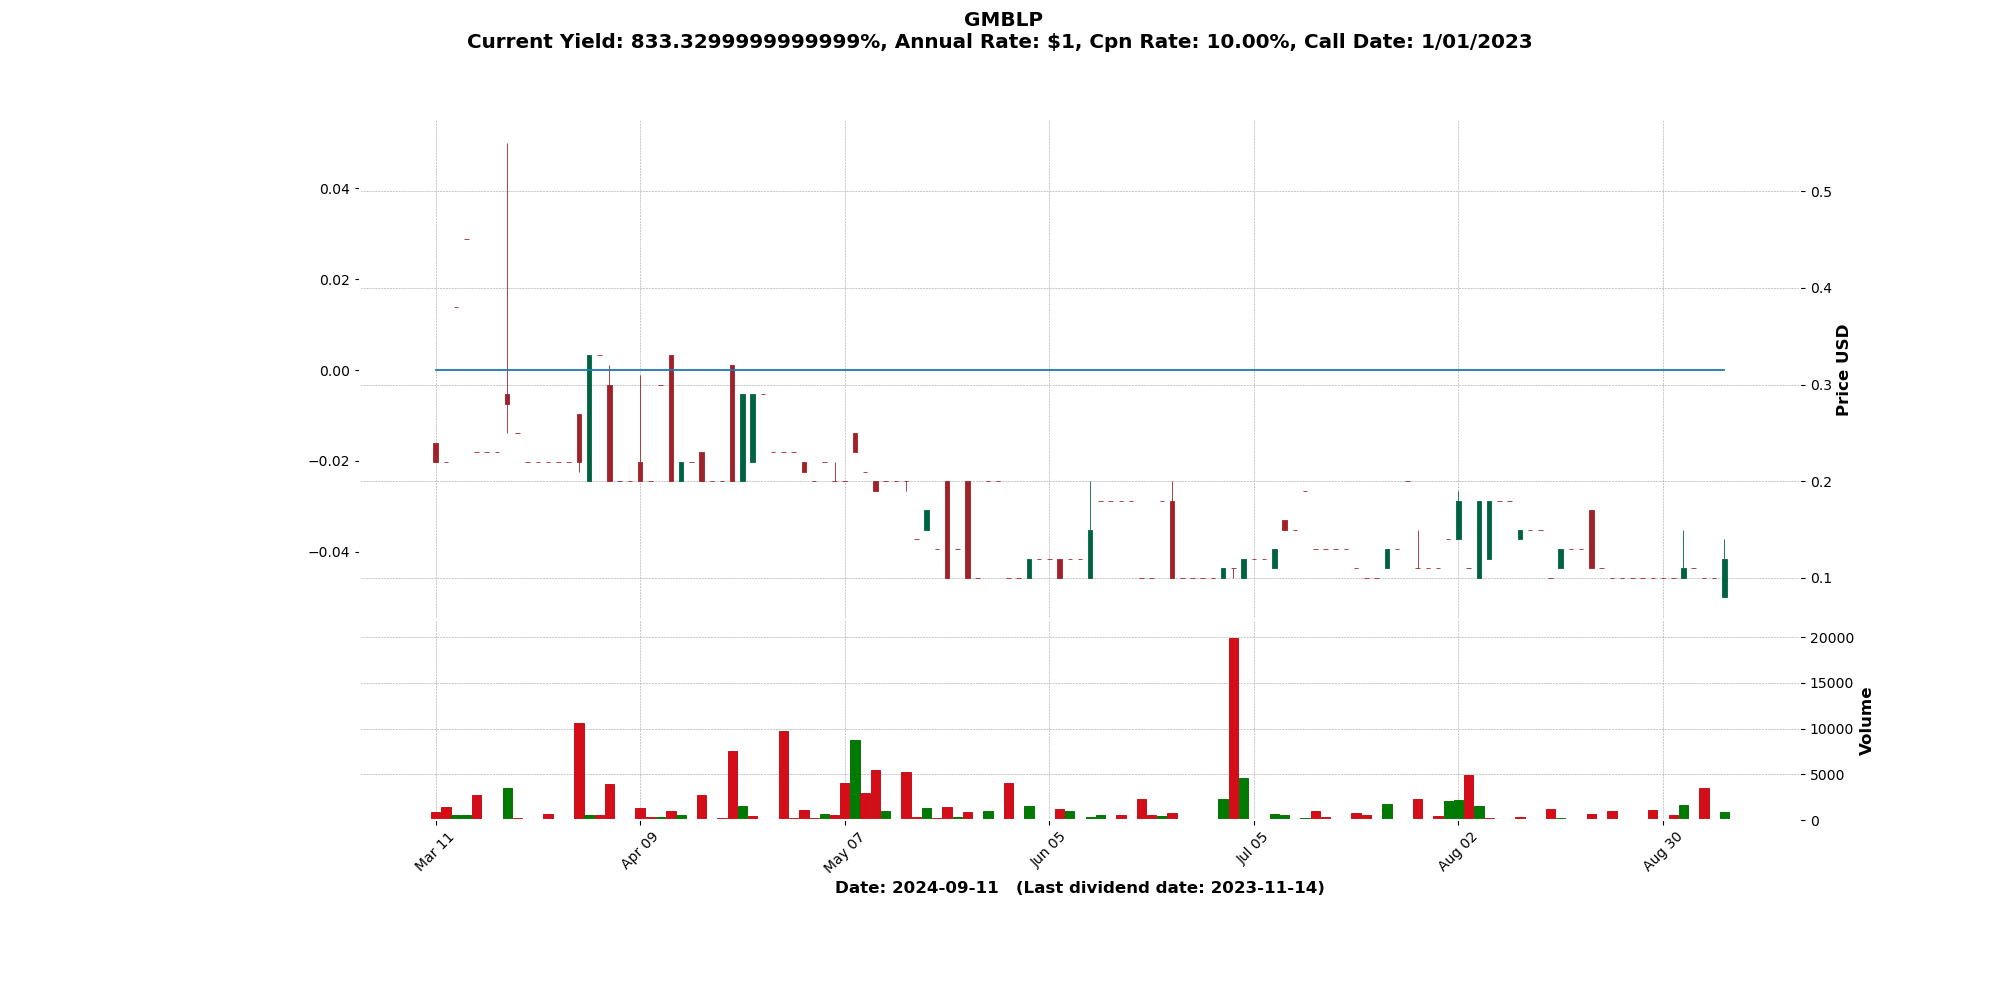 GMBLP
Current Yield: 833.3299999999999%, Annual Rate: $1, Cpn Rate: 10.00%, Call Date: 1/01/2023
0.04
0.02
0.00
−0.02
−0.04
0.5
0.4
0.3
0.2
0.1
Price USD
20000
15000
10000
5000
0
Volume
Mar 11
Apr 09
May 07
Jun 05
Jul 05
Aug 02
Aug 30
Date: 2024-09-11   (Last dividend date: 2023-11-14)